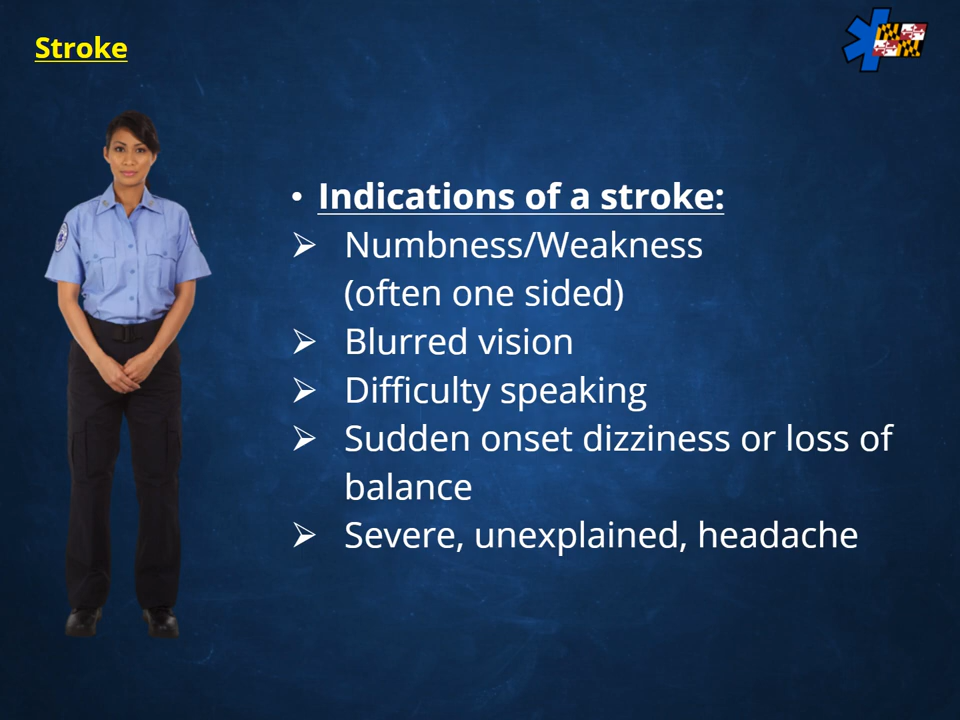 Stroke
• Indications of a stroke:
➢ Numbness/Weakness
(often one sided)
➢ Blurred vision
➢ Difficulty speaking
➢ Sudden onset dizziness or loss of
balance
➢ Severe, unexplained, headache